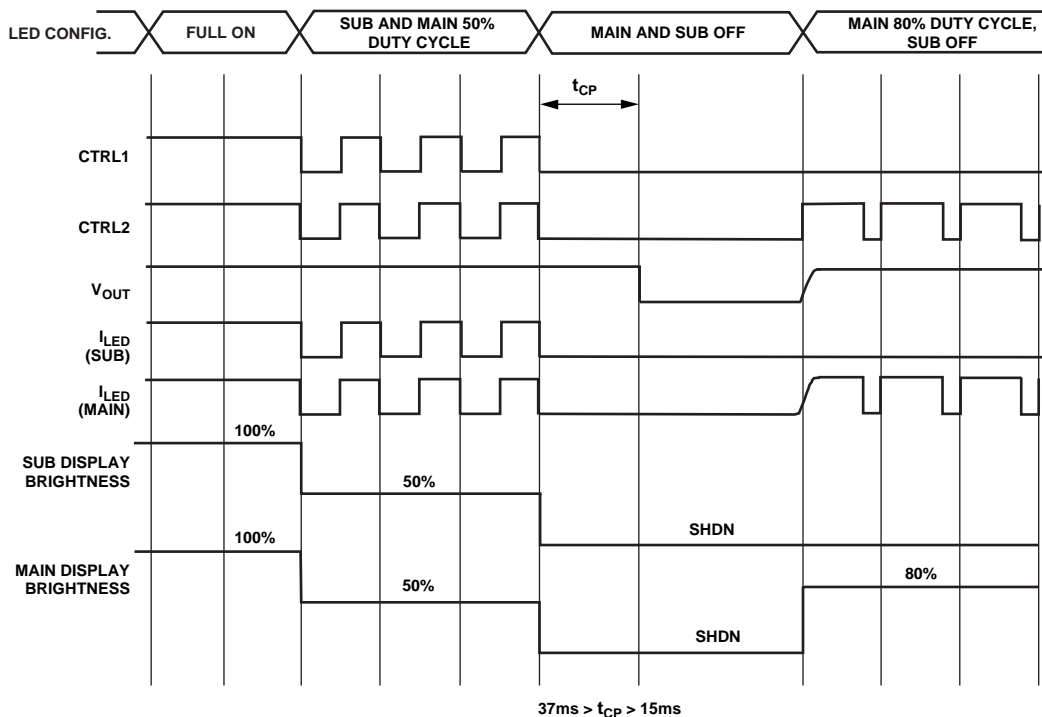 LED CONFIG.
FULL ON
SUB AND MAIN 50%
DUTY CYCLE
MAIN AND SUB OFF
MAIN 80% DUTY CYCLE,
SUB OFF
tCP
CTRL1
CTRL2
VOUT
ILED
(SUB)
ILED
(MAIN)
100%
SUB DISPLAY
BRIGHTNESS
50%
SHDN
100%
MAIN DISPLAY
BRIGHTNESS
50%
80%
SHDN
37ms > tCP > 15ms